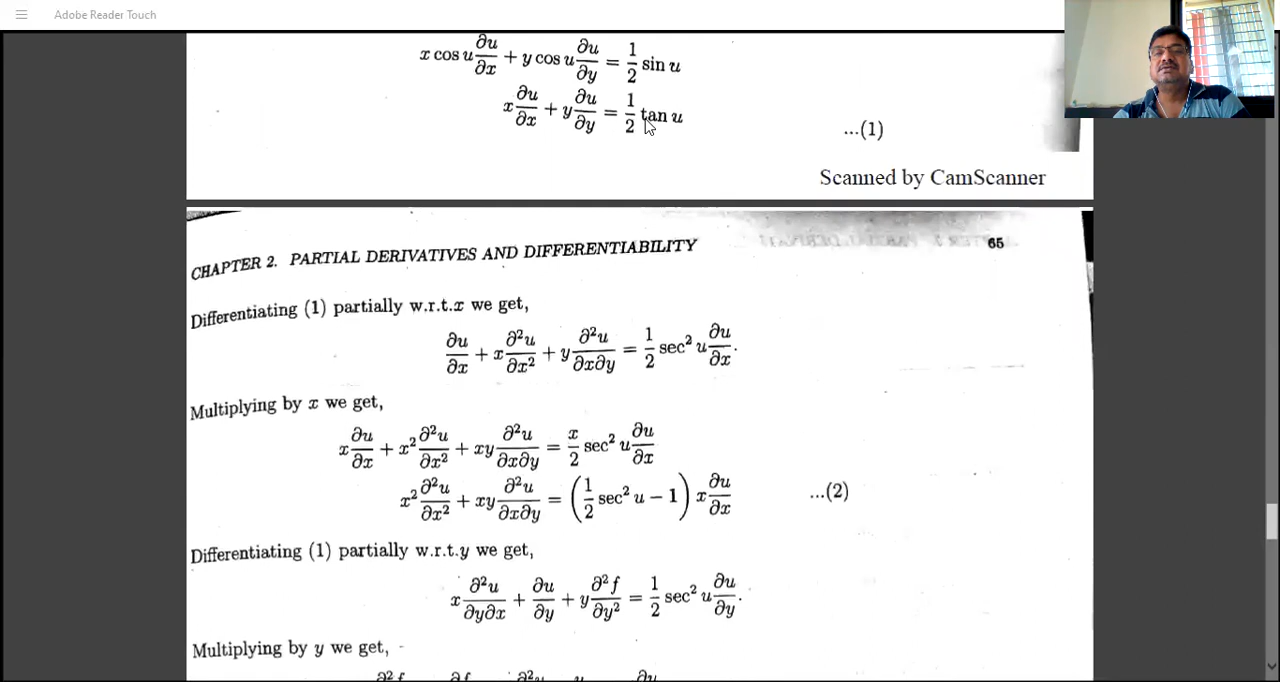 Adobe Reader Touch
x cos u ∂u/∂x + y cos u ∂u/∂y = 1/2 sin u
x ∂u/∂x + y ∂u/∂y = 1/2 tan u
...(1)
Scanned by CamScanner
CHAPTER 2. PARTIAL DERIVATIVES AND DIFFERENTIABILITY 65
Differentiating (1) partially w.r.t.x we get,
∂u/∂x + x ∂²u/∂x² + y ∂²u/∂x∂y = 1/2 sec² u ∂u/∂x.
Multiplying by x we get,
x ∂u/∂x + x² ∂²u/∂x² + xy ∂²u/∂x∂y = x/2 sec² u ∂u/∂x
x² ∂²u/∂x² + xy ∂²u/∂x∂y = (1/2 sec² u − 1) x ∂u/∂x ...(2)
Differentiating (1) partially w.r.t.y we get,
x ∂²u/∂y∂x + ∂u/∂y + y ∂²f/∂y² = 1/2 sec² u ∂u/∂y.
Multiplying by y we get,